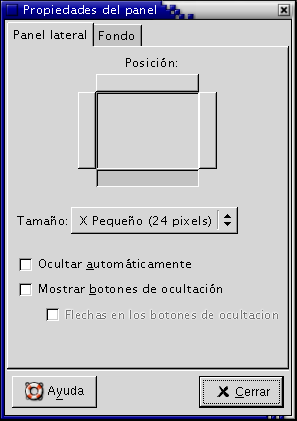 Propiedades del panel
Panel lateral Fondo
Posición:
Tamaño: X Pequeño (24 pixels)
Ocultar automáticamente
Mostrar botones de ocultación
Flechas en los botones de ocultacion
Ayuda Cerrar